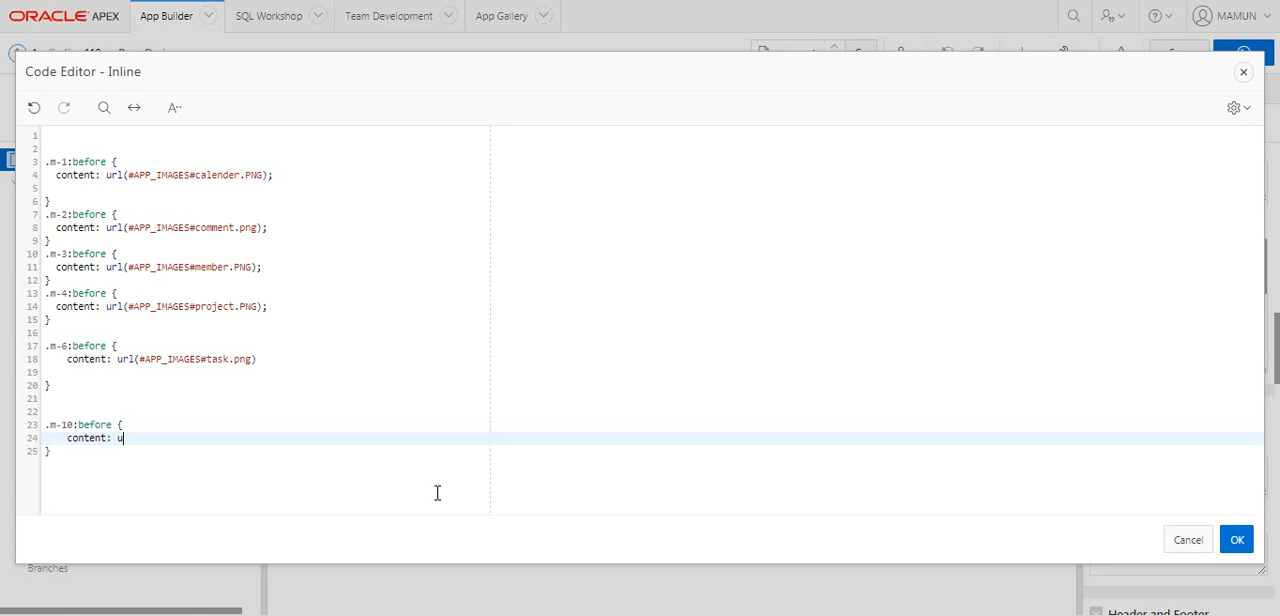 ORACLE APEX App Builder SQL Workshop Team Development App Gallery MAMUN
Code Editor - Inline
A
1
2
3 .m-1:before {
4 content: url(#APP_IMAGES#calender.PNG);
5
6 }
7 .m-2:before {
8 content: url(#APP_IMAGES#comment.png);
9 }
10 .m-3:before {
11 content: url(#APP_IMAGES#member.PNG);
12 }
13 .m-4:before {
14 content: url(#APP_IMAGES#project.PNG);
15 }
16
17 .m-6:before {
18 content: url(#APP_IMAGES#task.png)
19
20 }
21
22
23 .m-10:before {
24 content: u
25 }
Cancel OK
Branches
Header and Footer